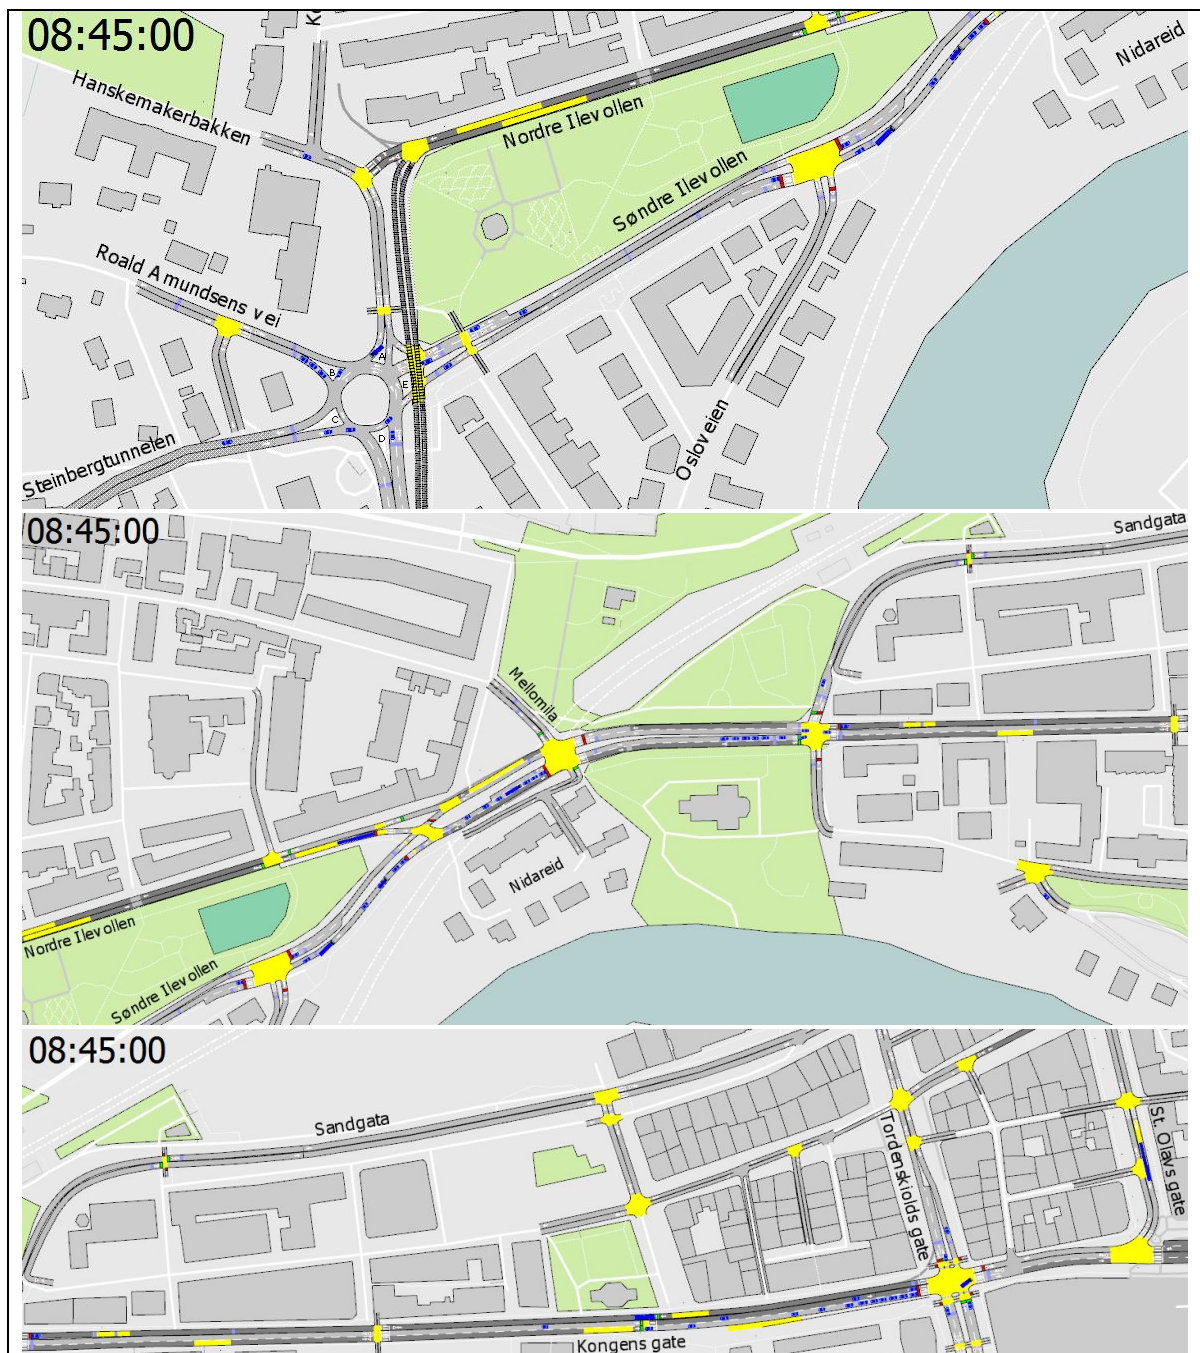 08:45:00
Nidareid
Hanskemakerbakken
Nordre Ilevollen
Søndre Ilevollen
Roald Amundsens vei
A
B
E
C
D
Steinbergtunnelen
Osloveien
08:45:00
Sandgata
Mellomila
Nidareid
Nordre Ilevollen
Søndre Ilevollen
08:45:00
Sandgata
Tordenskiolds gate
St. Olavs gate
Kongens gate